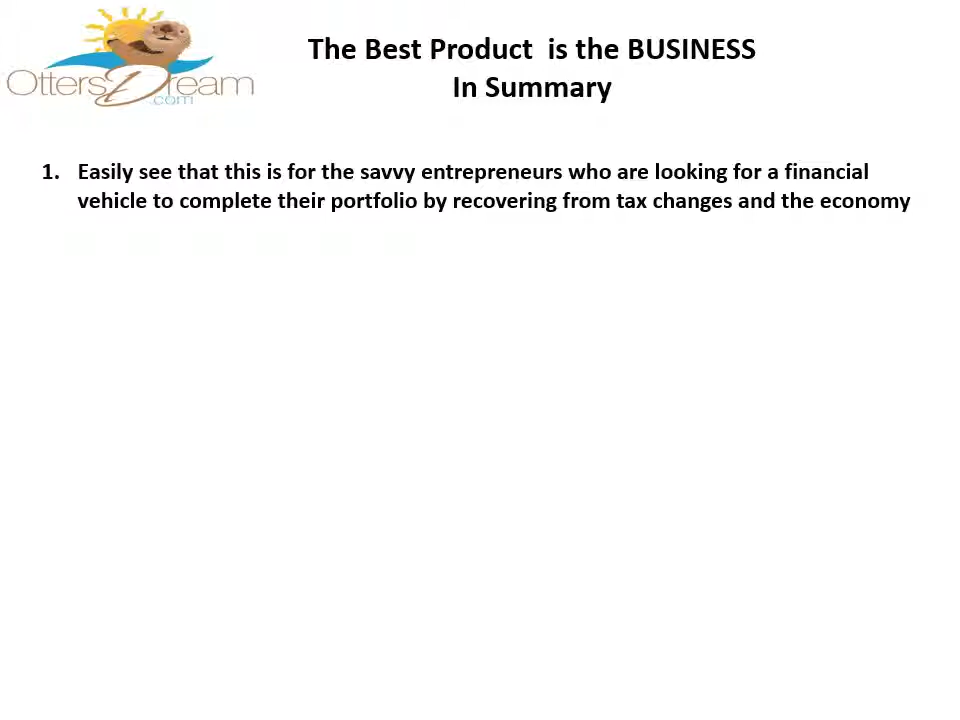 OttersDream
.com
The Best Product is the BUSINESS
In Summary
1. Easily see that this is for the savvy entrepreneurs who are looking for a financial
vehicle to complete their portfolio by recovering from tax changes and the economy